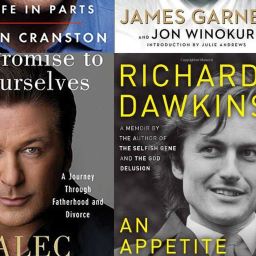 FE IN PARTS
N CRANSTON
romise to
urselves
A Journey
Through
Fatherhood and
Divorce
ALEC
JAMES GARNE
AND JON WINOKUR
INTRODUCTION BY JULIE ANDREWS
RICHARD
DAWKINS
A MEMOIR BY
THE AUTHOR OF
THE SELFISH GENE
AND THE GOD
DELUSION
AN
APPETITE